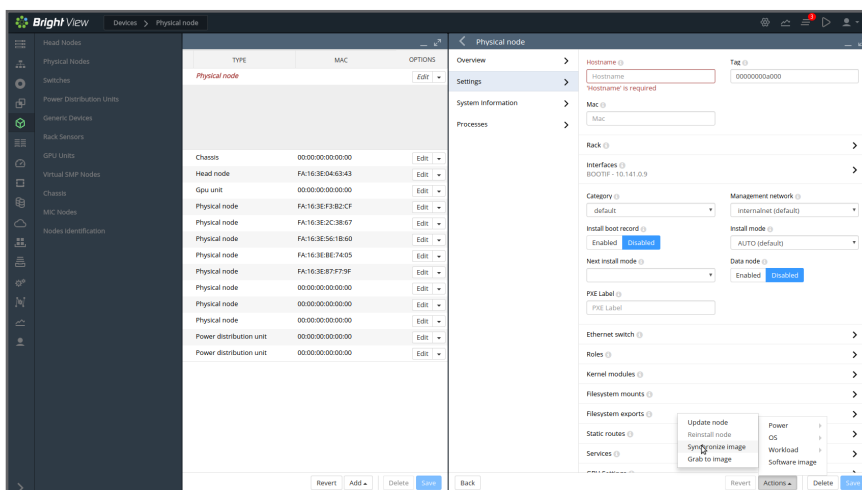 Bright View
Devices > Physical node
3
Head Nodes
Physical Nodes
Switches
Power Distribution Units
Generic Devices
Rack Sensors
GPU Units
Virtual SMP Nodes
Chassis
MIC Nodes
Nodes Identification
TYPE MAC OPTIONS
Physical node Edit
Chassis 00:00:00:00:00:00 Edit
Head node FA:16:3E:04:63:43 Edit
Gpu unit 00:00:00:00:00:00 Edit
Physical node FA:16:3E:F3:B2:CF Edit
Physical node FA:16:3E:2C:38:67 Edit
Physical node FA:16:3E:56:1B:60 Edit
Physical node FA:16:3E:BE:74:05 Edit
Physical node FA:16:3E:87:F7:9F Edit
Physical node 00:00:00:00:00:00 Edit
Physical node 00:00:00:00:00:00 Edit
Physical node 00:00:00:00:00:00 Edit
Power distribution unit 00:00:00:00:00:00 Edit
Power distribution unit 00:00:00:00:00:00 Edit
Revert Add Delete Save
Physical node
Overview
Settings
System Information
Processes
Back
Hostname Tag
Hostname 00000000a000
'Hostname' is required
Mac
Mac
Rack
Interfaces
BOOTIF - 10.141.0.9
Category Management network
default internalnet (default)
Install boot record Install mode
Enabled Disabled AUTO (default)
Next install mode Data node
Enabled Disabled
PXE Label
PXE Label
Ethernet switch
Roles
Kernel modules
Filesystem mounts
Filesystem exports
Static routes
Services
GPU Settings
Update node
Reinstall node
Synchronize image
Grab to image
Power
OS
Workload
Software image
Revert Actions Delete Save